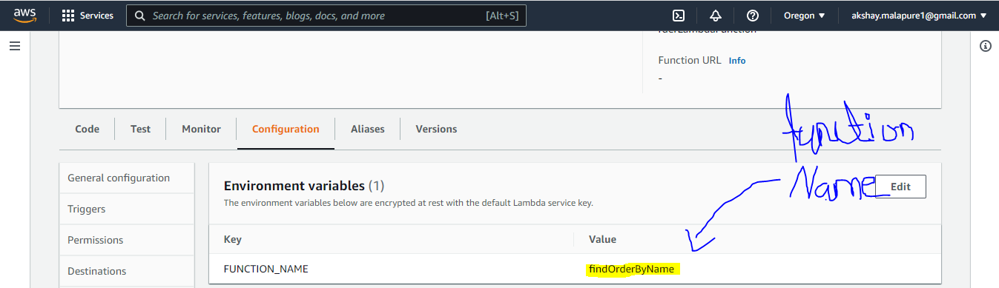 aws
Services
Search for services, features, blogs, docs, and more
[Alt+S]
Oregon
akshay.malapure1@gmail.com
Function URL Info
-
Code
Test
Monitor
Configuration
Aliases
Versions
General configuration
Triggers
Permissions
Destinations
Environment variables (1)
Edit
The environment variables below are encrypted at rest with the default Lambda service key.
Key
Value
FUNCTION_NAME
findOrderByName
Name